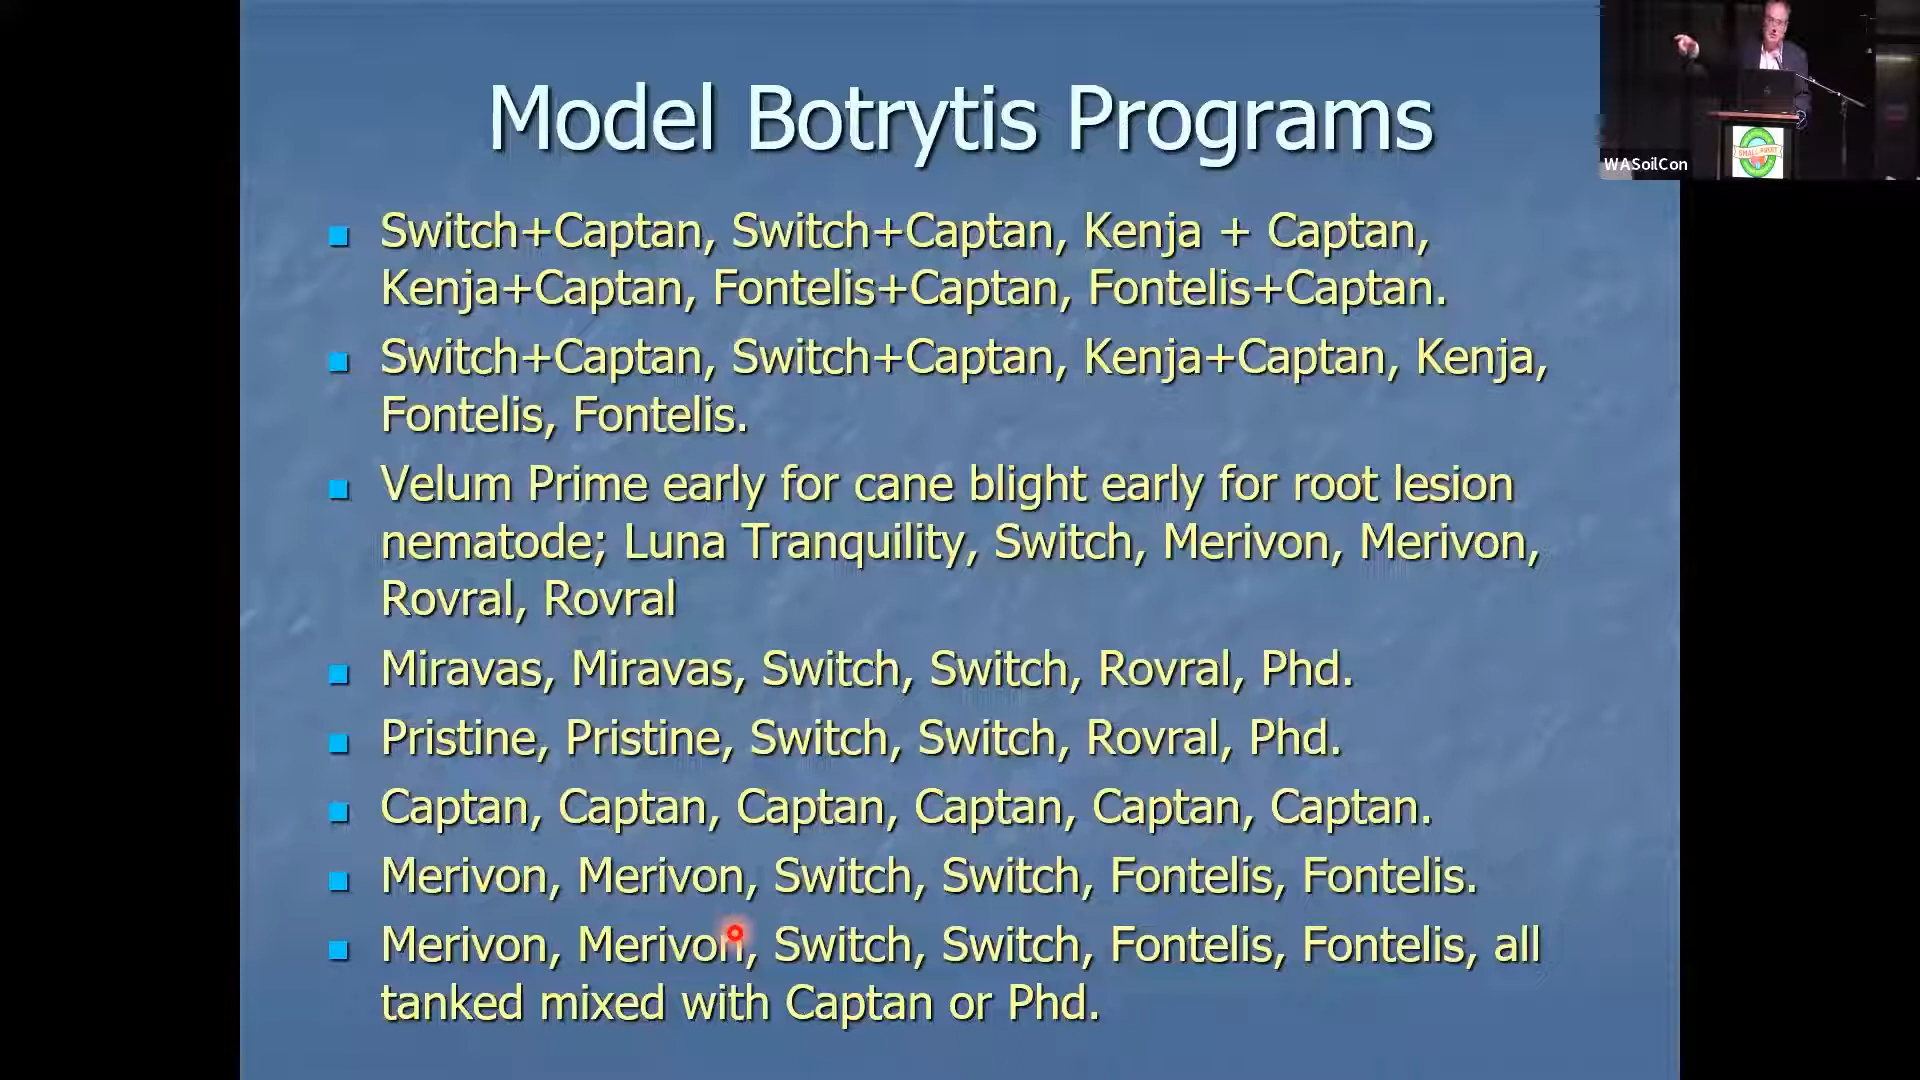 Model Botrytis Programs
Switch+Captan, Switch+Captan, Kenja + Captan,
Kenja+Captan, Fontelis+Captan, Fontelis+Captan.
Switch+Captan, Switch+Captan, Kenja+Captan, Kenja,
Fontelis, Fontelis.
Velum Prime early for cane blight early for root lesion
nematode; Luna Tranquility, Switch, Merivon, Merivon,
Rovral, Rovral
Miravas, Miravas, Switch, Switch, Rovral, Phd.
Pristine, Pristine, Switch, Switch, Rovral, Phd.
Captan, Captan, Captan, Captan, Captan, Captan.
Merivon, Merivon, Switch, Switch, Fontelis, Fontelis.
Merivon, Merivon, Switch, Switch, Fontelis, Fontelis, all
tanked mixed with Captan or Phd.
WASoilCon
SMALL FRUIT